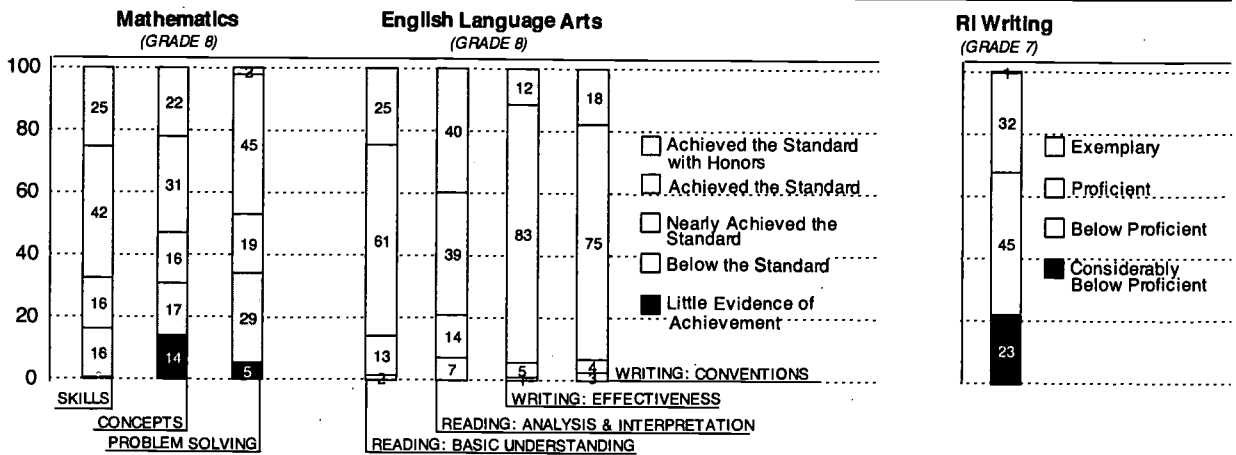 Mathematics
(GRADE 8)
English Language Arts
(GRADE 8)
RI Writing
(GRADE 7)
100
80
60
40
20
0
25
42
16
16
22
31
16
17
14
2
45
19
29
5
25
61
13
2
40
39
14
7
12
83
5
1
18
75
4
3
Achieved the Standard
with Honors
Achieved the Standard
Nearly Achieved the
Standard
Below the Standard
Little Evidence of
Achievement
1
32
45
23
Exemplary
Proficient
Below Proficient
Considerably
Below Proficient
SKILLS
CONCEPTS
PROBLEM SOLVING
WRITING: CONVENTIONS
WRITING: EFFECTIVENESS
READING: ANALYSIS & INTERPRETATION
READING: BASIC UNDERSTANDING